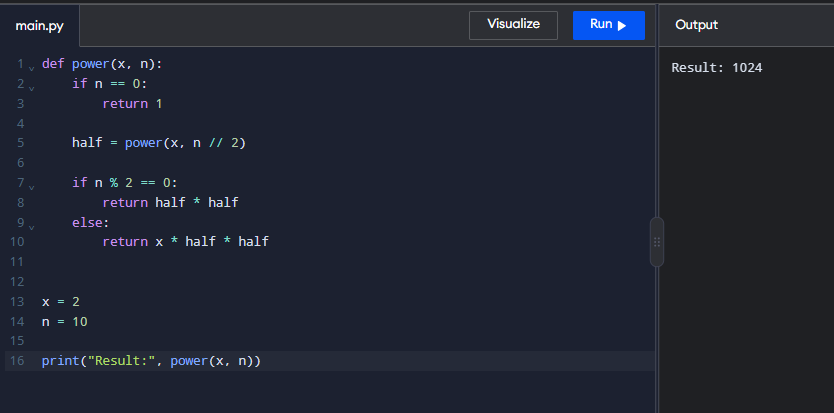 main.py
Visualize
Run
Output
1 def power(x, n):
2     if n == 0:
3         return 1
4
5     half = power(x, n // 2)
6
7     if n % 2 == 0:
8         return half * half
9     else:
10         return x * half * half
11
12
13 x = 2
14 n = 10
15
16 print("Result:", power(x, n))
Result: 1024